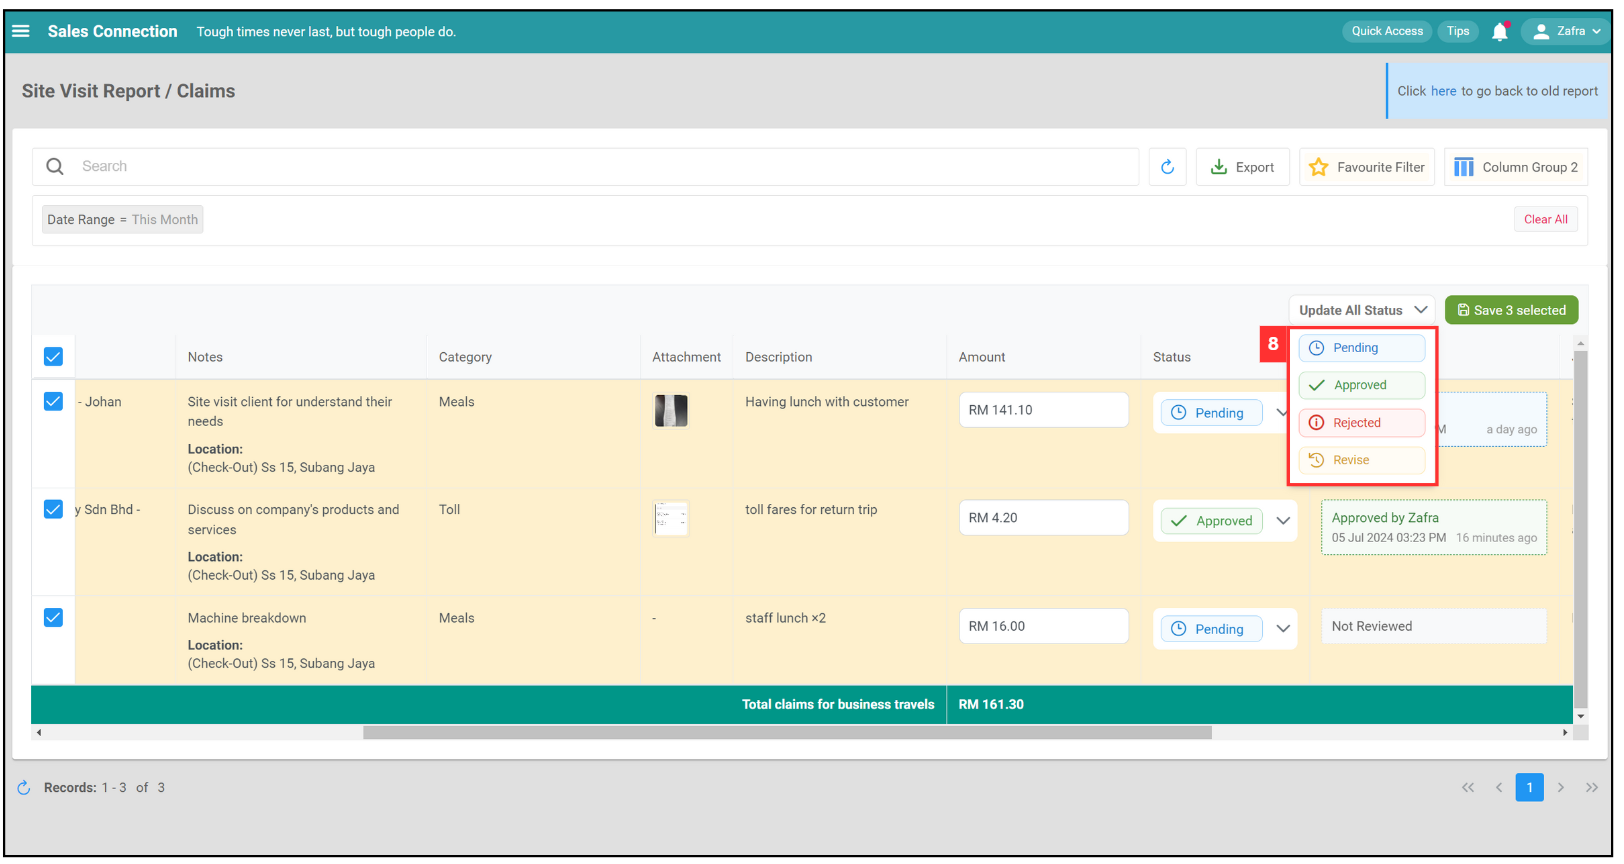 Sales Connection Tough times never last, but tough people do. Quick Access Tips Zafra
Site Visit Report / Claims
Click here to go back to old report
Search Export Favourite Filter Column Group 2
Date Range = This Month Clear All
Update All Status Save 3 selected
8
Pending
Approved
Rejected
Revise
Notes Category Attachment Description Amount Status
- Johan Site visit client for understand their Meals Having lunch with customer RM 141.10 Pending
needs
M a day ago
Location:
(Check-Out) Ss 15, Subang Jaya
y Sdn Bhd - Discuss on company's products and Toll toll fares for return trip RM 4.20 Approved Approved by Zafra
services
05 Jul 2024 03:23 PM 16 minutes ago
Location:
(Check-Out) Ss 15, Subang Jaya
Machine breakdown Meals - staff lunch ×2 RM 16.00 Pending Not Reviewed
Location:
(Check-Out) Ss 15, Subang Jaya
Total claims for business travels RM 161.30
Records: 1 - 3 of 3 << < 1 > >>